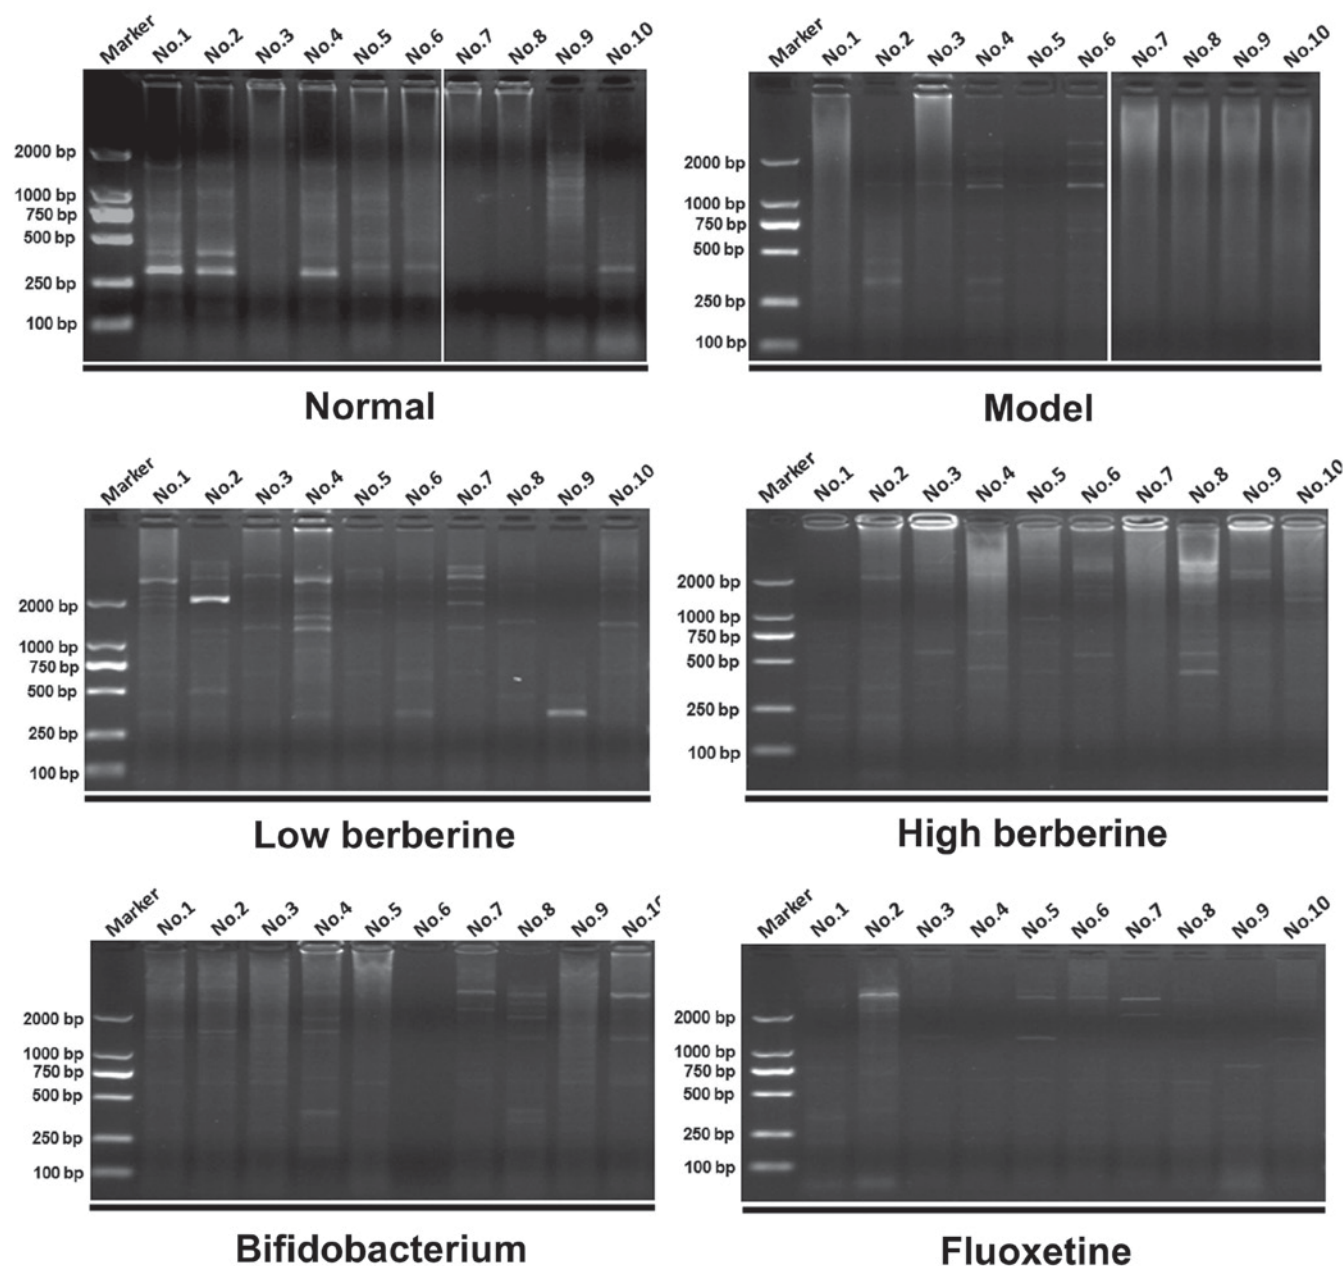 Marker No.1 No.2 No.3 No.4 No.5 No.6 No.7 No.8 No.9 No.10
2000 bp
1000 bp
750 bp
500 bp
250 bp
100 bp
Normal
Marker No.1 No.2 No.3 No.4 No.5 No.6 No.7 No.8 No.9 No.10
2000 bp
1000 bp
750 bp
500 bp
250 bp
100 bp
Model
Marker No.1 No.2 No.3 No.4 No.5 No.6 No.7 No.8 No.9 No.10
2000 bp
1000 bp
750 bp
500 bp
250 bp
100 bp
Low berberine
Marker No.1 No.2 No.3 No.4 No.5 No.6 No.7 No.8 No.9 No.10
2000 bp
1000 bp
750 bp
500 bp
250 bp
100 bp
High berberine
Marker No.1 No.2 No.3 No.4 No.5 No.6 No.7 No.8 No.9 No.10
2000 bp
1000 bp
750 bp
500 bp
250 bp
100 bp
Bifidobacterium
Marker No.1 No.2 No.3 No.4 No.5 No.6 No.7 No.8 No.9 No.10
2000 bp
1000 bp
750 bp
500 bp
250 bp
100 bp
Fluoxetine